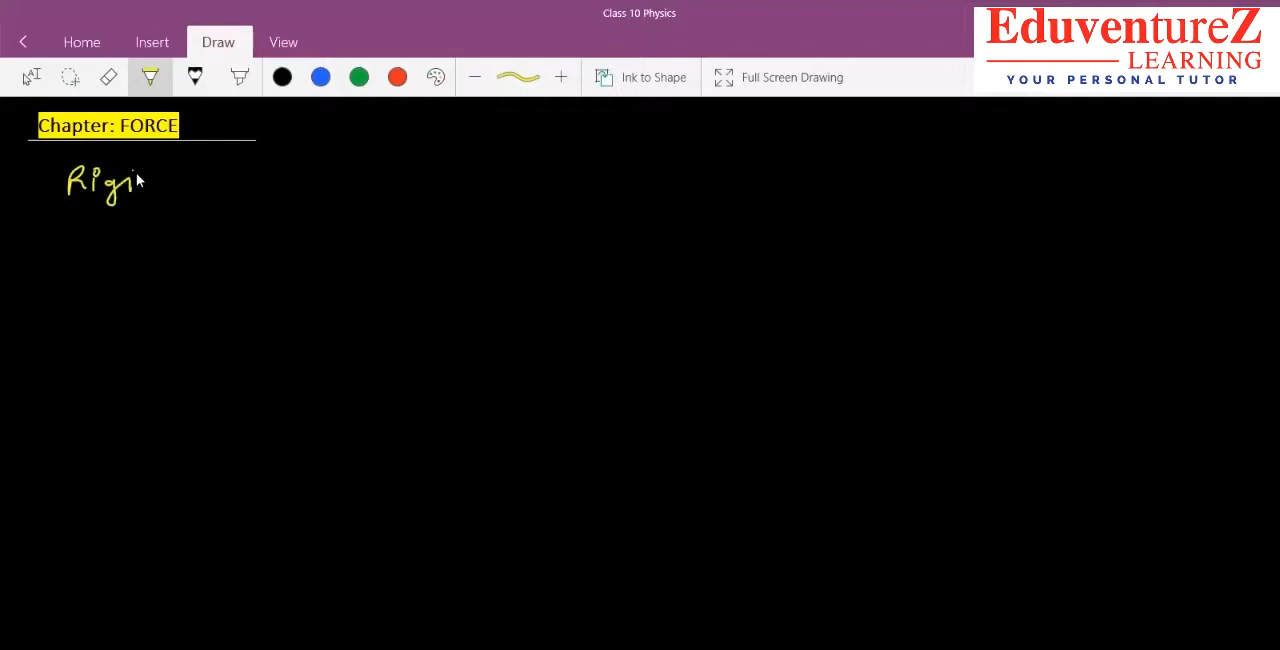 Class 10 Physics
EduventureZ
LEARNING
YOUR PERSONAL TUTOR
Home Insert Draw View
Ink to Shape Full Screen Drawing
Chapter: FORCE
Rigi